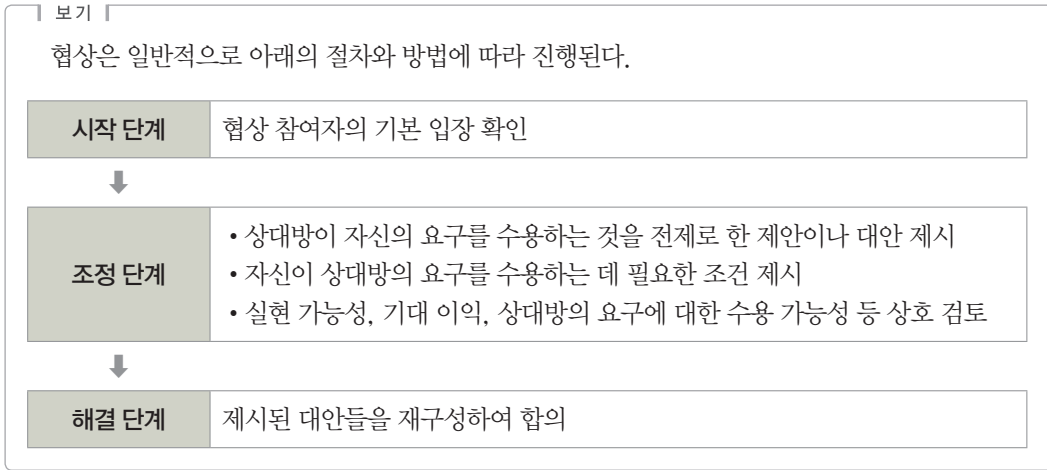 보기
협상은 일반적으로 아래의 절차와 방법에 따라 진행된다.
시작 단계
협상 참여자의 기본 입장 확인
조정 단계
• 상대방이 자신의 요구를 수용하는 것을 전제로 한 제안이나 대안 제시
• 자신이 상대방의 요구를 수용하는 데 필요한 조건 제시
• 실현 가능성, 기대 이익, 상대방의 요구에 대한 수용 가능성 등 상호 검토
해결 단계
제시된 대안들을 재구성하여 합의